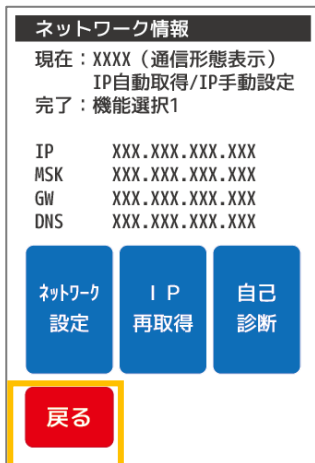 ネットワーク情報
現在：XXXX（通信形態表示）
IP自動取得/IP手動設定
完了：機能選択1
IP XXX.XXX.XXX.XXX
MSK XXX.XXX.XXX.XXX
GW XXX.XXX.XXX.XXX
DNS XXX.XXX.XXX.XXX
ﾈｯﾄﾜｰｸ
設定
ＩＰ
再取得
自己
診断
戻る